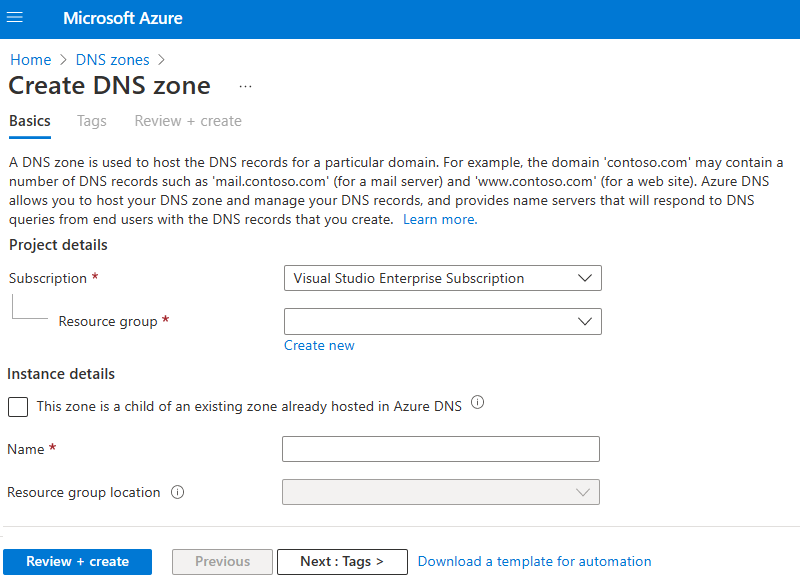 Microsoft Azure
Home > DNS zones >
Create DNS zone ...
Basics Tags Review + create
A DNS zone is used to host the DNS records for a particular domain. For example, the domain 'contoso.com' may contain a
number of DNS records such as 'mail.contoso.com' (for a mail server) and 'www.contoso.com' (for a web site). Azure DNS
allows you to host your DNS zone and manage your DNS records, and provides name servers that will respond to DNS
queries from end users with the DNS records that you create. Learn more.
Project details
Subscription * Visual Studio Enterprise Subscription
Resource group *
Create new
Instance details
This zone is a child of an existing zone already hosted in Azure DNS
Name *
Resource group location
Review + create Previous Next : Tags > Download a template for automation